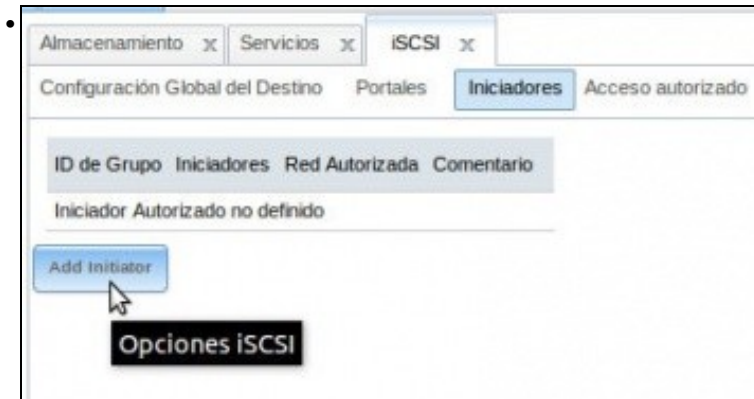 Almacenamiento x Servicios x iSCSI x
Configuración Global del Destino Portales Iniciadores Acceso autorizado
ID de Grupo Iniciadores Red Autorizada Comentario
Iniciador Autorizado no definido
Add Initiator
Opciones iSCSI